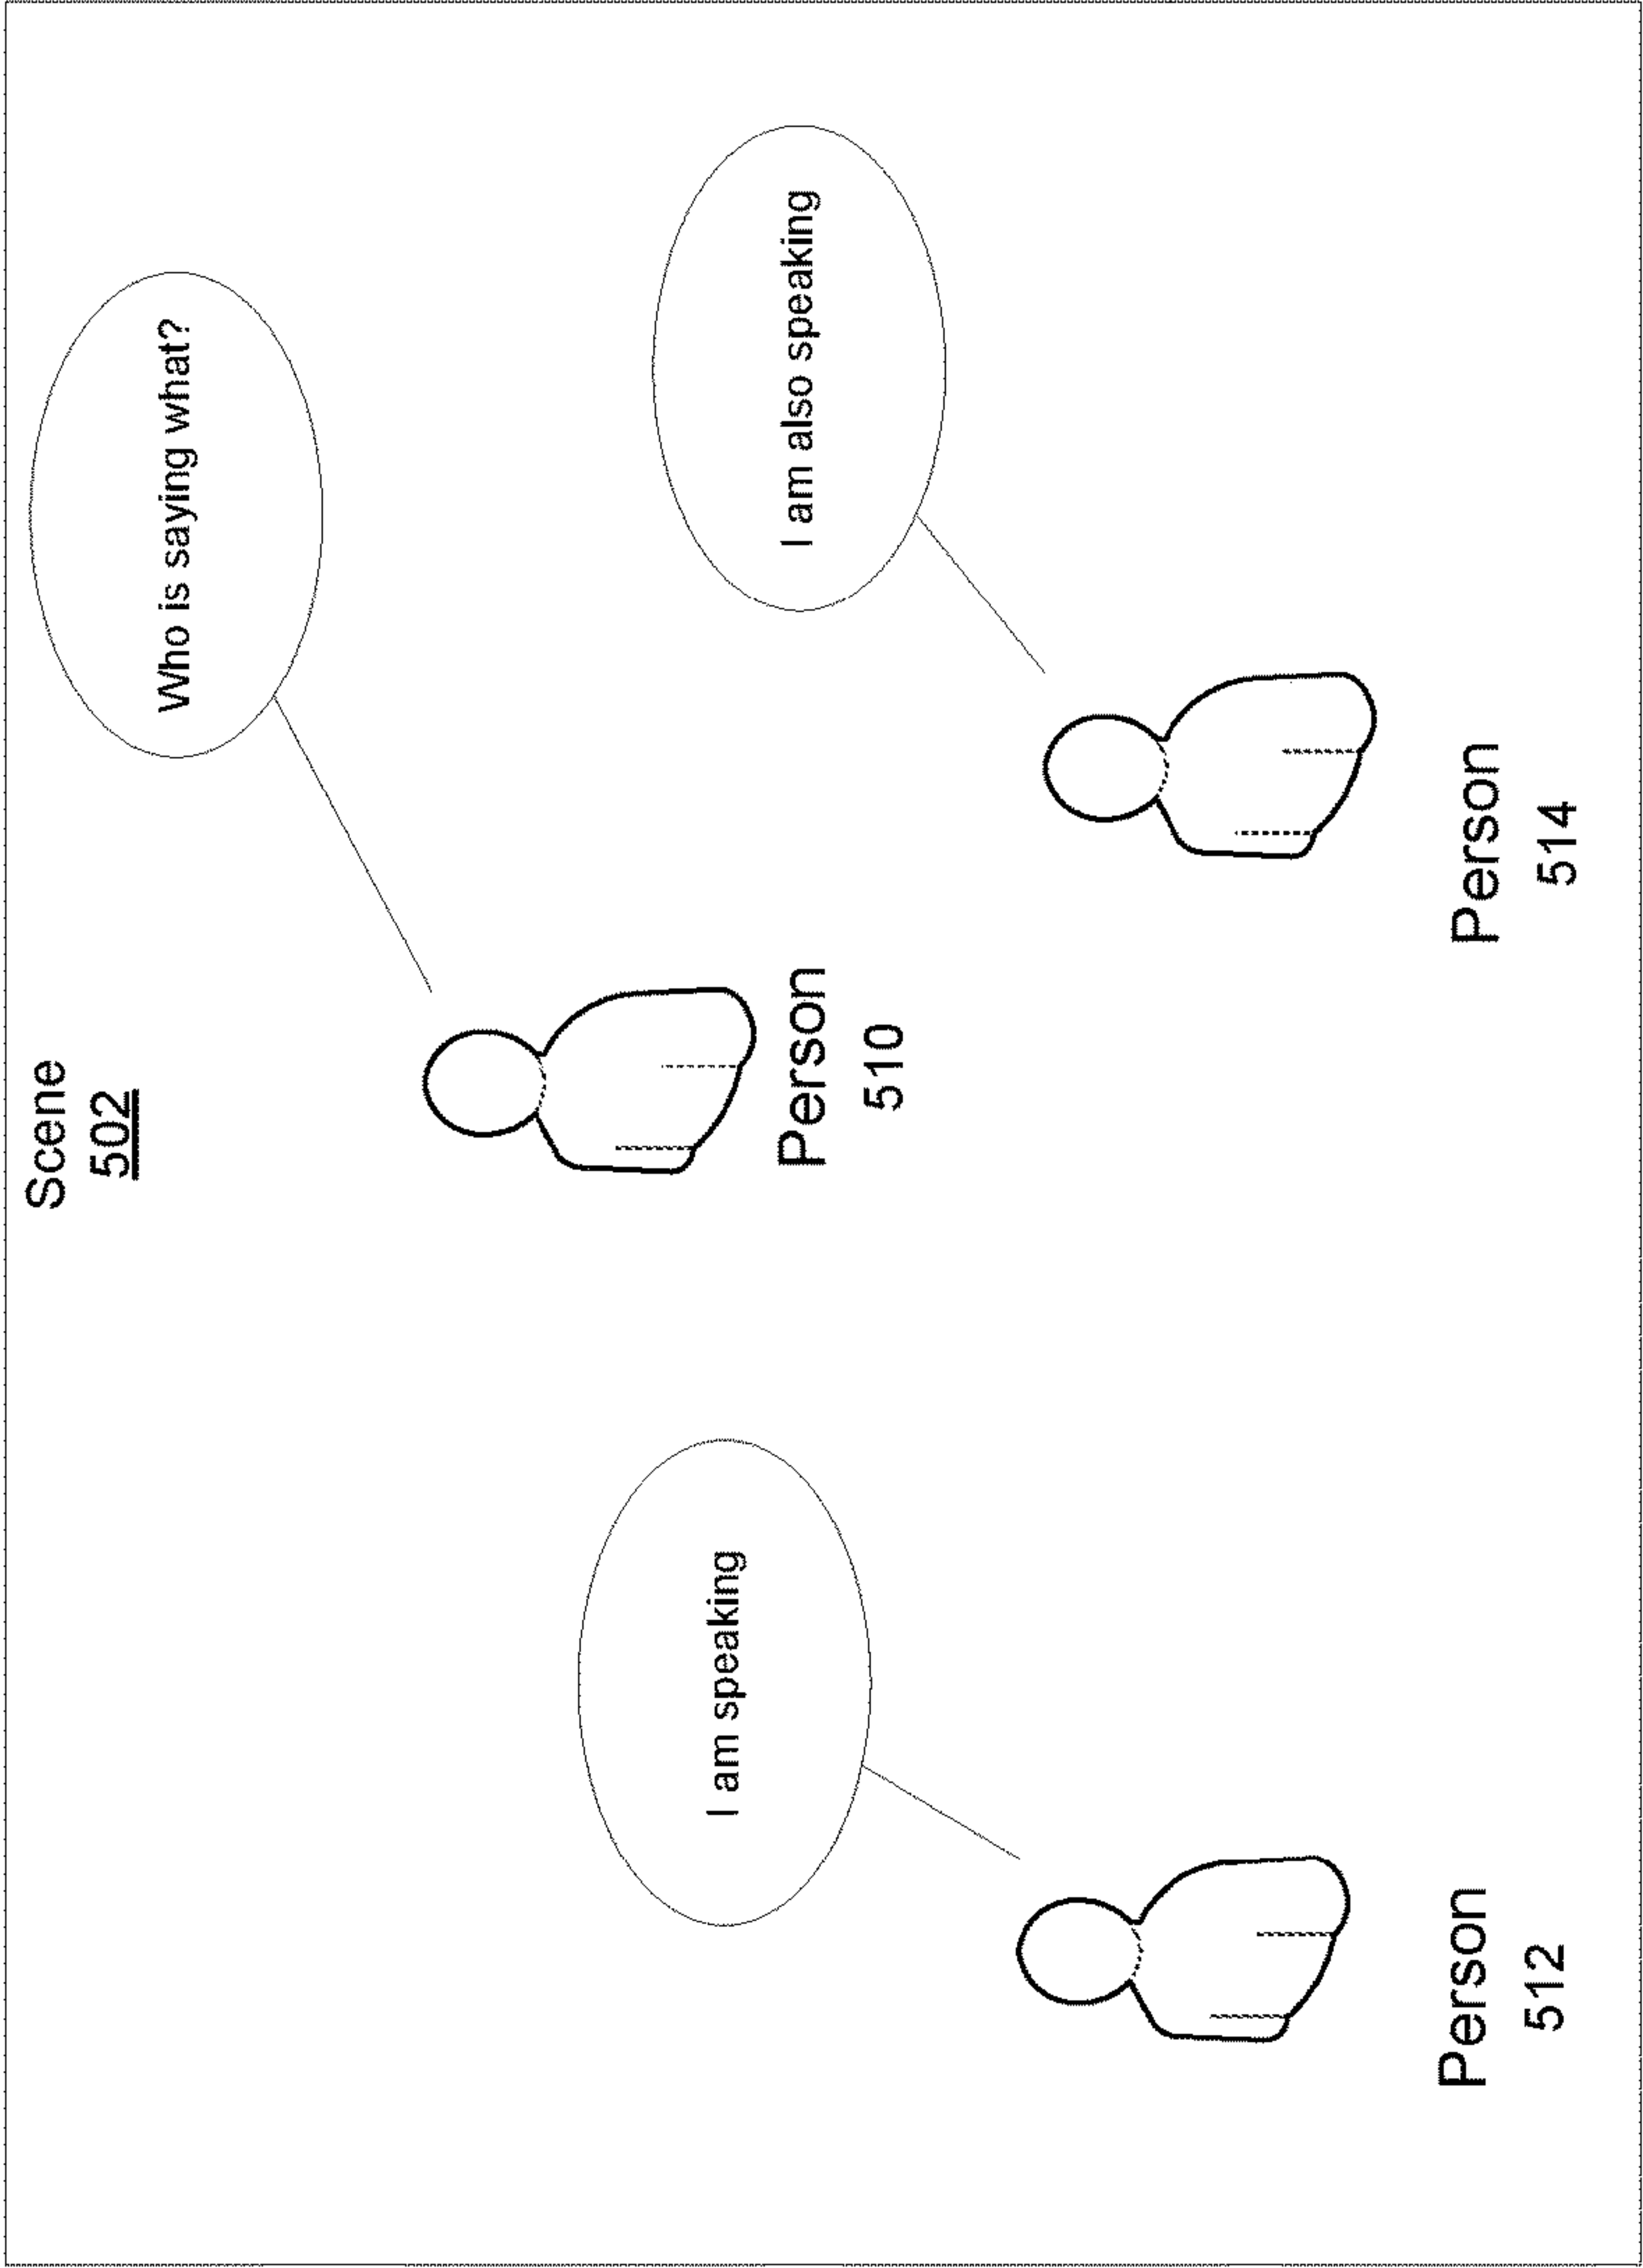 Scene
502
Who is saying what?
Person
510
I am speaking
I am also speaking
Person
512
Person
514